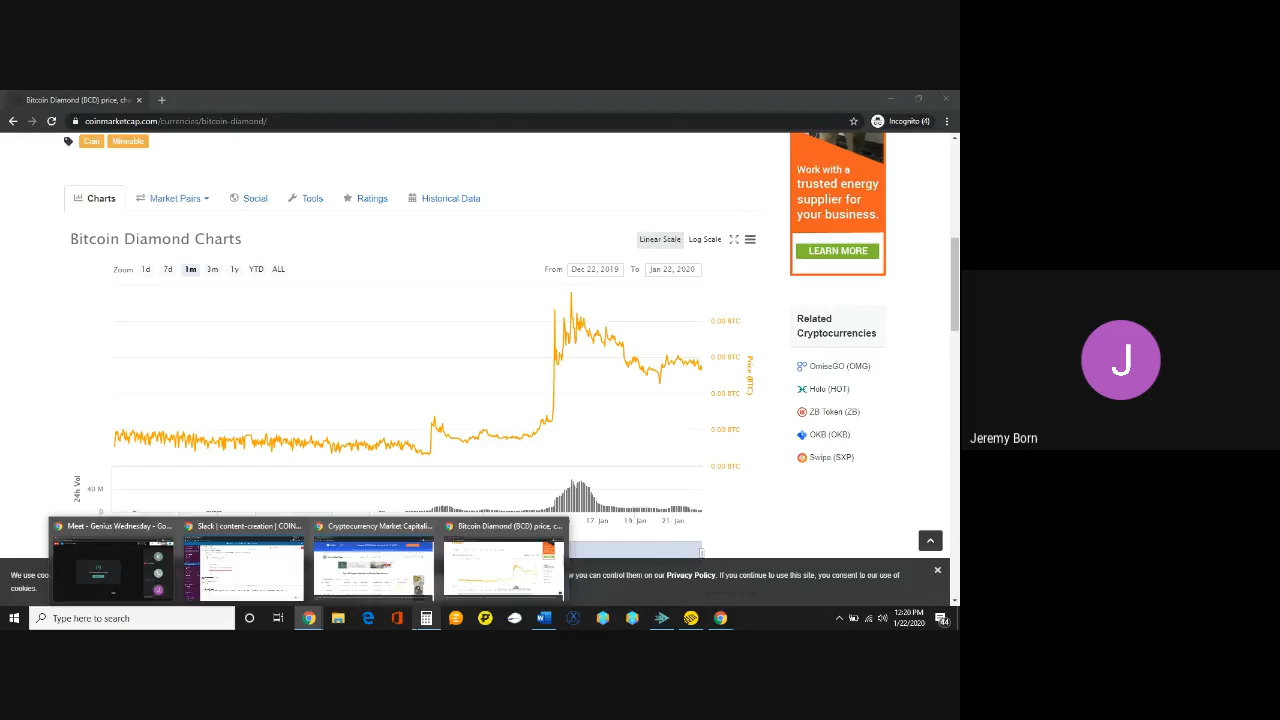 Bitcoin Diamond (BCD) price, ch
coinmarketcap.com/currencies/bitcoin-diamond/
Incognito (4)
Coin
Mineable
Work with a
trusted energy
supplier for
your business.
LEARN MORE
Charts
Market Pairs
Social
Tools
Ratings
Historical Data
Bitcoin Diamond Charts
Linear Scale
Log Scale
Zoom 1d 7d 1m 3m 1y YTD ALL
From Dec 22, 2019 To Jan 22, 2020
0.00 BTC
0.00 BTC
0.00 BTC
0.00 BTC
0.00 BTC
Price (BTC)
24h Vol
40 M
0
17. Jan 19. Jan 21. Jan
Related
Cryptocurrencies
OmiseGO (OMG)
Holo (HOT)
ZB Token (ZB)
OKB (OKB)
Swipe (SXP)
J
Jeremy Born
Meet - Genius Wednesday - Go...
Slack | content-creation | COIN...
Cryptocurrency Market Capitali...
Bitcoin Diamond (BCD) price, c...
We use coo
cookies.
you can control them on our Privacy Policy. If you continue to use this site, you consent to our use of
Type here to search
12:20 PM
1/22/2020
44